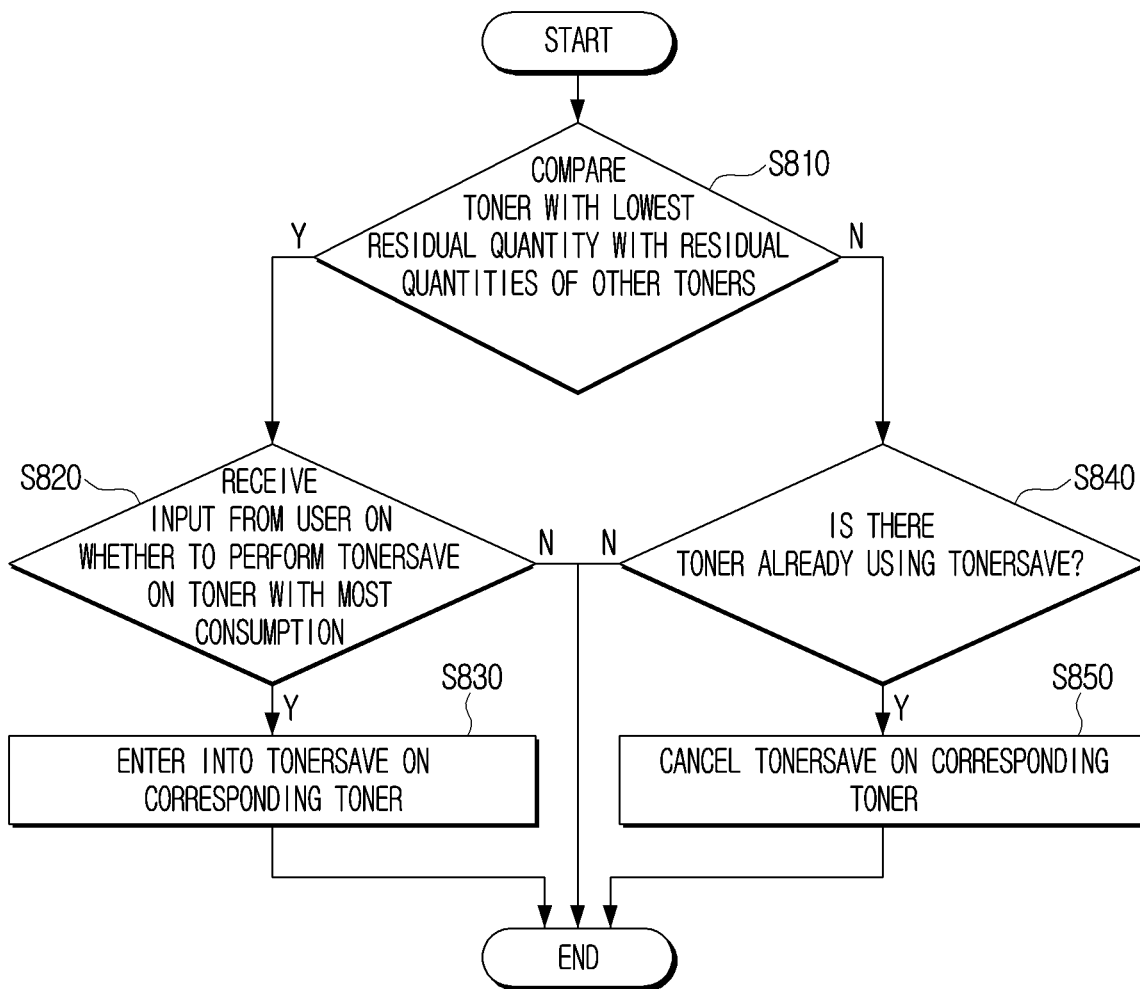 START
S810
COMPARE
TONER WITH LOWEST
RESIDUAL QUANTITY WITH RESIDUAL
QUANTITIES OF OTHER TONERS
Y
N
S820
RECEIVE
INPUT FROM USER ON
WHETHER TO PERFORM TONERSAVE
ON TONER WITH MOST
CONSUMPTION
N
N
S840
IS THERE
TONER ALREADY USING TONERSAVE?
Y
S830
Y
S850
ENTER INTO TONERSAVE ON
CORRESPONDING TONER
CANCEL TONERSAVE ON CORRESPONDING
TONER
END